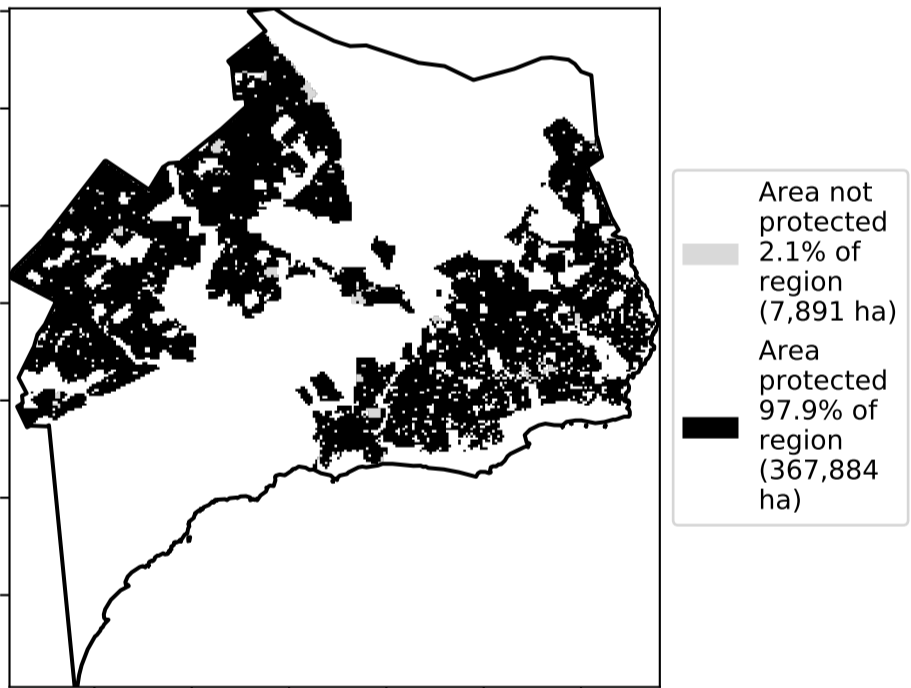 Area not
protected
2.1% of
region
(7,891 ha)
Area
protected
97.9% of
region
(367,884
ha)